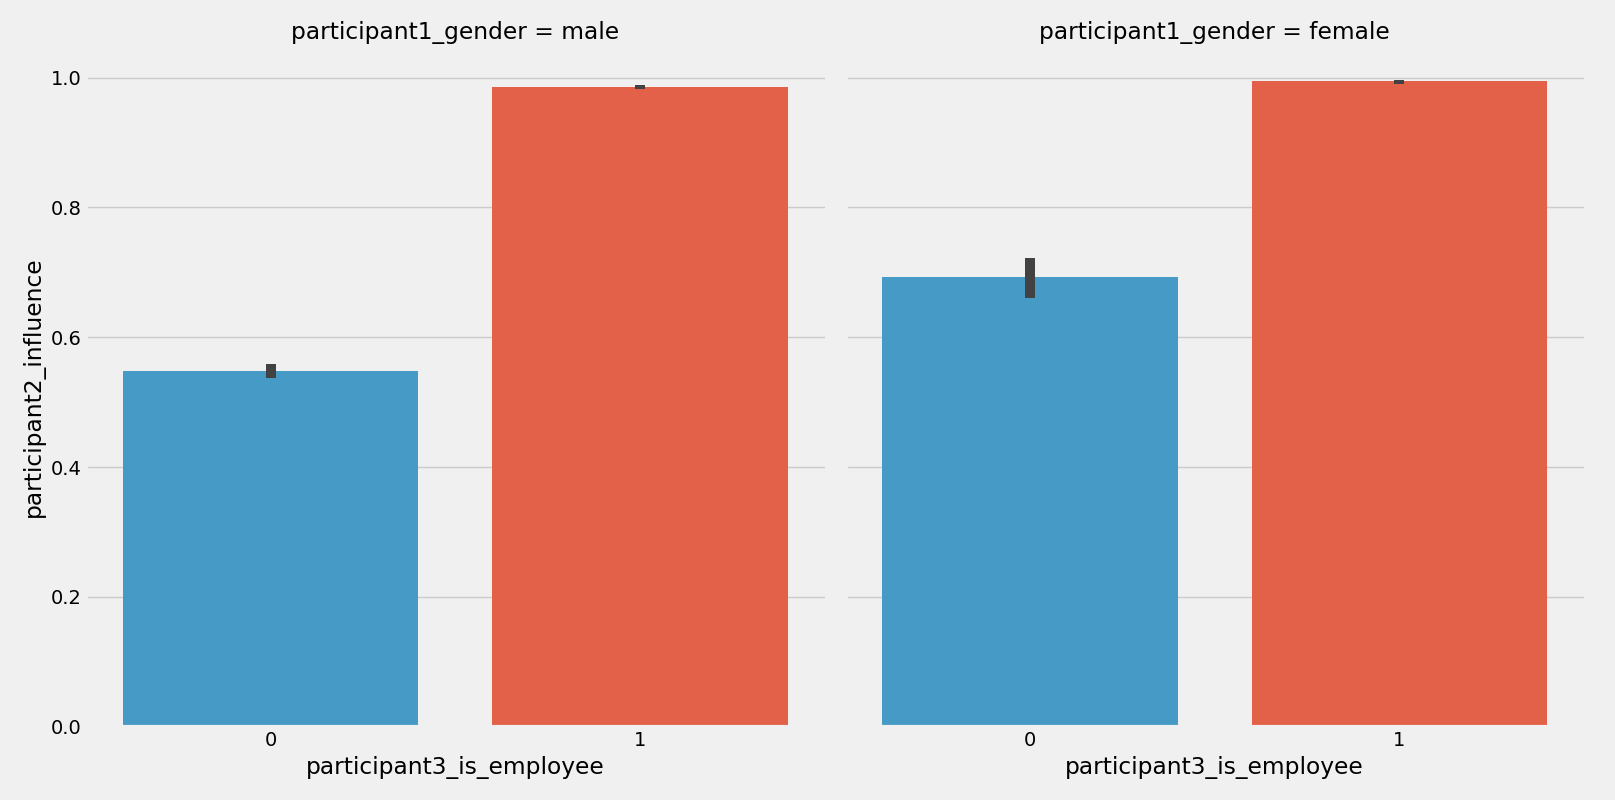 participant1_gender = male
participant1_gender = female
participant2_influence
1.0
0.8
0.6
0.4
0.2
0.0
0 1
0 1
participant3_is_employee
participant3_is_employee